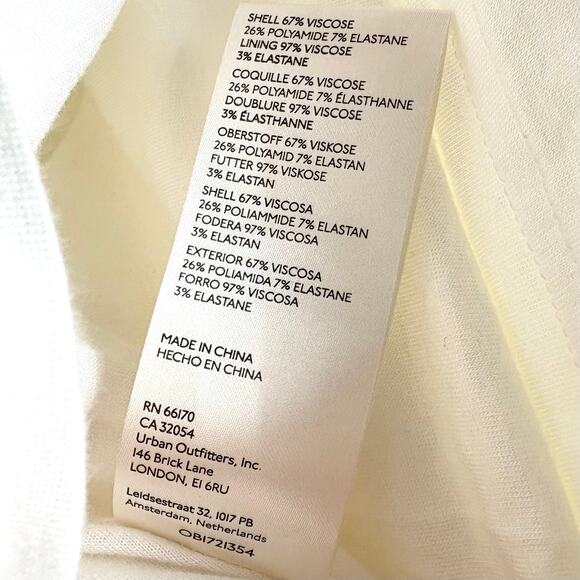 SHELL 67% VISCOSE
26% POLYAMIDE 7% ELASTANE
LINING 97% VISCOSE
3% ELASTANE
COQUILLE 67% VISCOSE
26% POLYAMIDE 7% ÉLASTHANNE
DOUBLURE 97% VISCOSE
3% ÉLASTHANNE
OBERSTOFF 67% VISKOSE
26% POLYAMID 7% ELASTAN
FUTTER 97% VISKOSE
3% ELASTAN
SHELL 67% VISCOSA
26% POLIAMMIDE 7% ELASTAN
FODERA 97% VISCOSA
3% ELASTAN
EXTERIOR 67% VISCOSA
26% POLIAMIDA 7% ELASTANE
FORRO 97% VISCOSA
3% ELASTANE
MADE IN CHINA
HECHO EN CHINA
RN 66170
CA 32054
Urban Outfitters, Inc.
146 Brick Lane
LONDON, E1 6RU
Leidsestraat 32, 1017 PB
Amsterdam, Netherlands
OB1721354